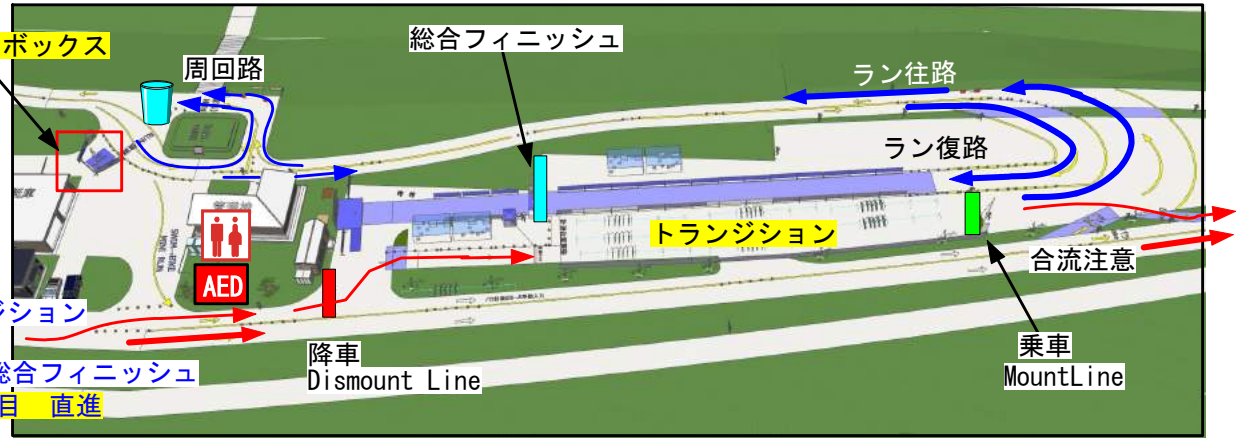 ボックス
周回路
総合フィニッシュ
ラン往路
ラン復路
トランジション
合流注意
AED
ジション
総合フィニッシュ
目 直進
降車
Dismount Line
乗車
MountLine